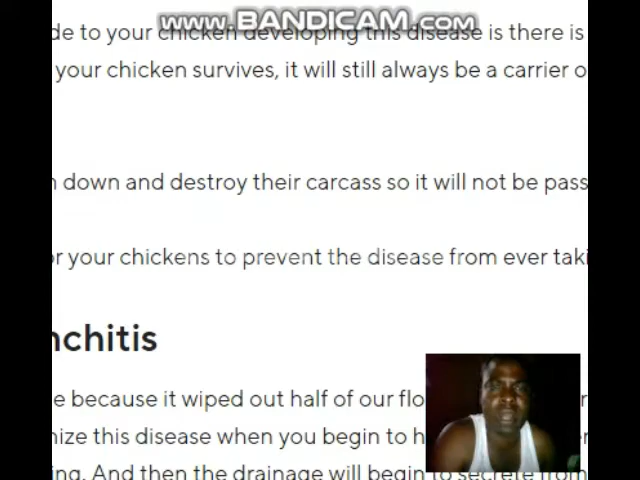 www.BANDICAM.com
de to your chicken developing this disease is there is
your chicken survives, it will still always be a carrier o
n down and destroy their carcass so it will not be pass
or your chickens to prevent the disease from ever taki
nchitis
e because it wiped out half of our flo
nize this disease when you begin to h
ing. And then the drainage will begin to secrete from